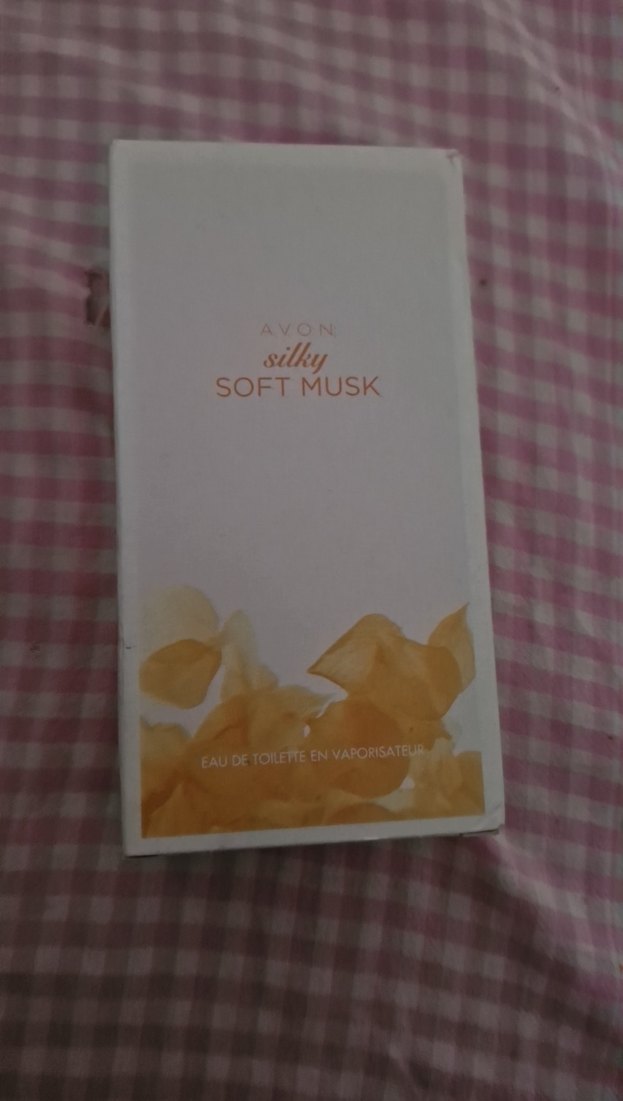 AVON
silky
SOFT MUSK
EAU DE TOILETTE EN VAPORISATEUR